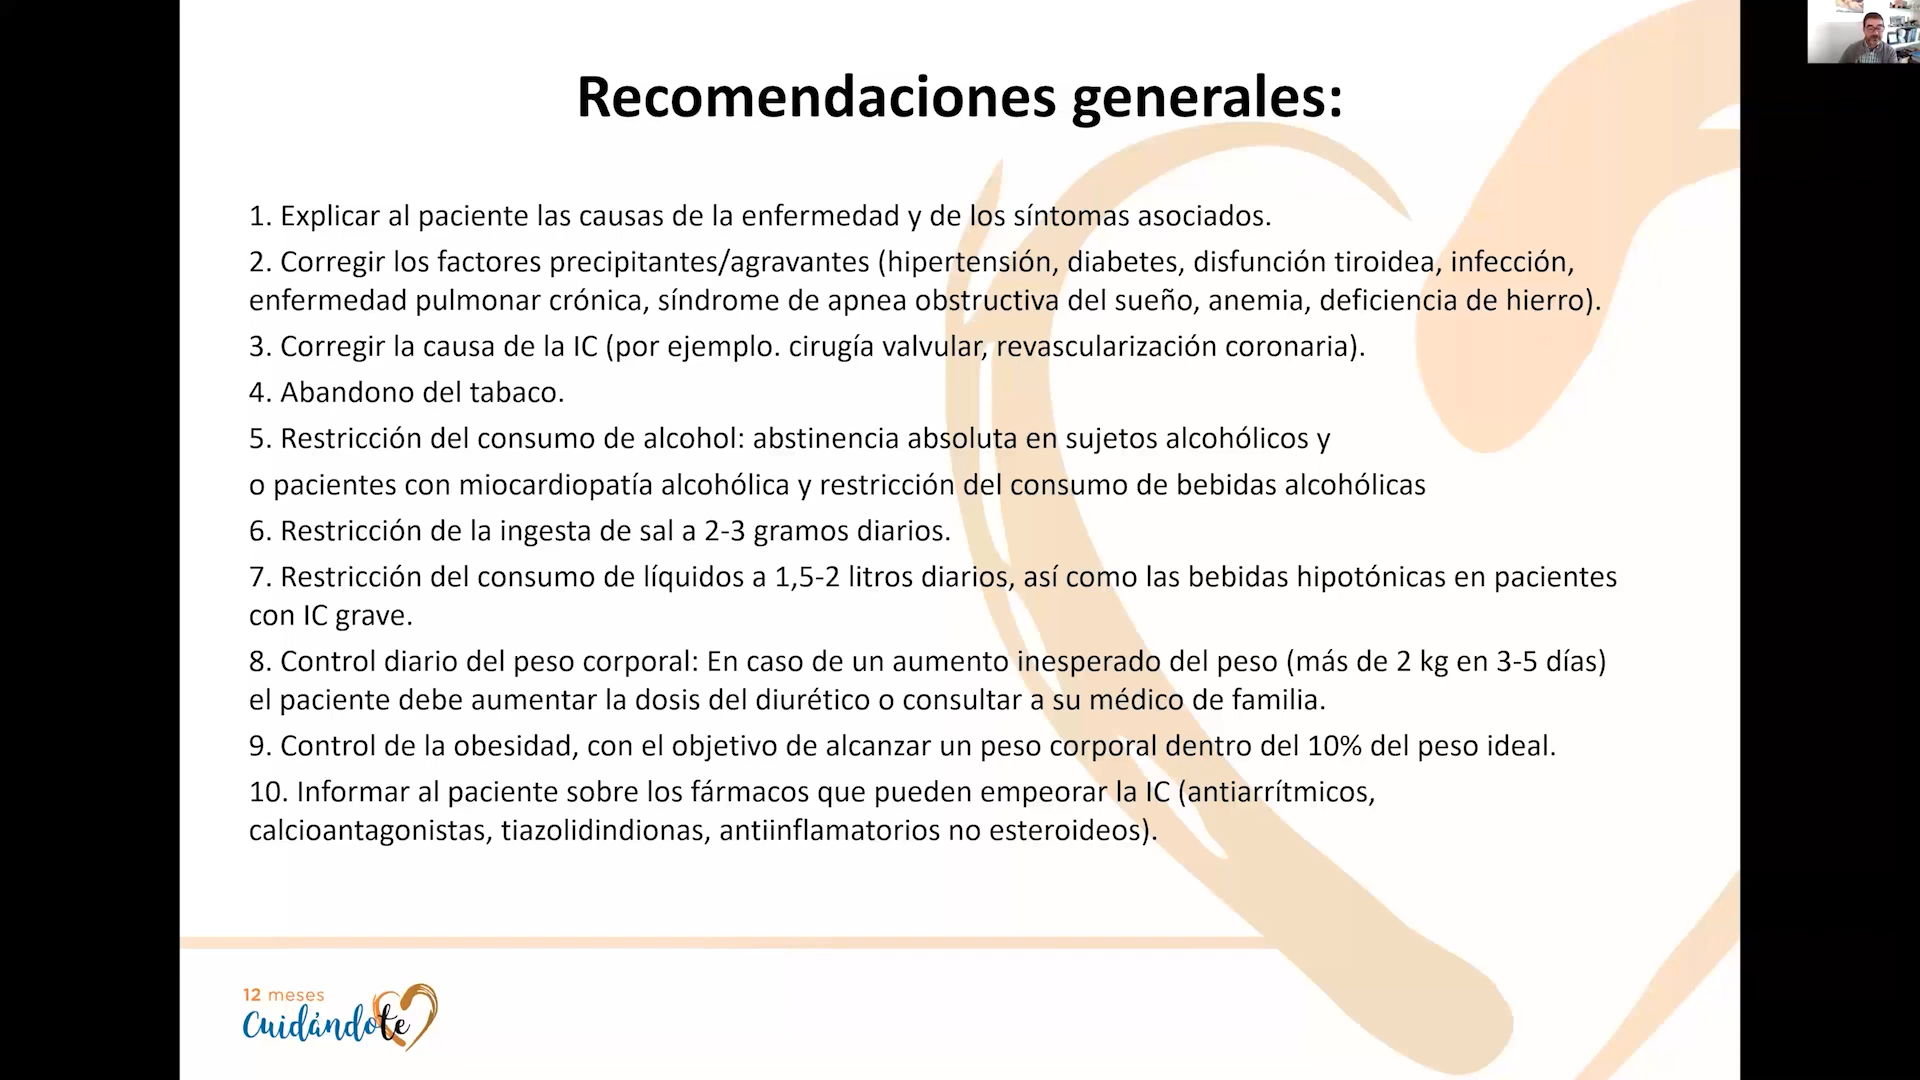 Recomendaciones generales:
1. Explicar al paciente las causas de la enfermedad y de los síntomas asociados.
2. Corregir los factores precipitantes/agravantes (hipertensión, diabetes, disfunción tiroidea, infección,
enfermedad pulmonar crónica, síndrome de apnea obstructiva del sueño, anemia, deficiencia de hierro).
3. Corregir la causa de la IC (por ejemplo. cirugía valvular, revascularización coronaria).
4. Abandono del tabaco.
5. Restricción del consumo de alcohol: abstinencia absoluta en sujetos alcohólicos y
o pacientes con miocardiopatía alcohólica y restricción del consumo de bebidas alcohólicas
6. Restricción de la ingesta de sal a 2-3 gramos diarios.
7. Restricción del consumo de líquidos a 1,5-2 litros diarios, así como las bebidas hipotónicas en pacientes
con IC grave.
8. Control diario del peso corporal: En caso de un aumento inesperado del peso (más de 2 kg en 3-5 días)
el paciente debe aumentar la dosis del diurético o consultar a su médico de familia.
9. Control de la obesidad, con el objetivo de alcanzar un peso corporal dentro del 10% del peso ideal.
10. Informar al paciente sobre los fármacos que pueden empeorar la IC (antiarrítmicos,
calcioantagonistas, tiazolidindionas, antiinflamatorios no esteroideos).
12 meses
Cuidándote